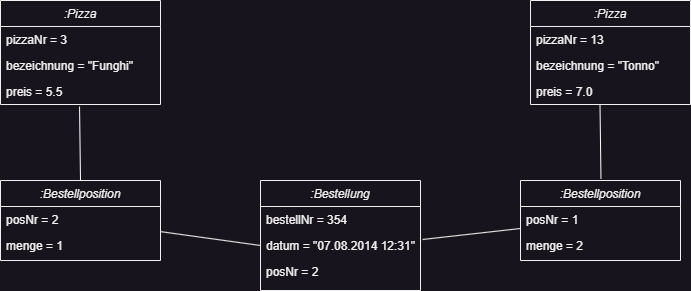 :Pizza
pizzaNr = 3
bezeichnung = "Funghi"
preis = 5.5
:Pizza
pizzaNr = 13
bezeichnung = "Tonno"
preis = 7.0
:Bestellposition
posNr = 2
menge = 1
:Bestellung
bestellNr = 354
datum = "07.08.2014 12:31"
posNr = 2
:Bestellposition
posNr = 1
menge = 2